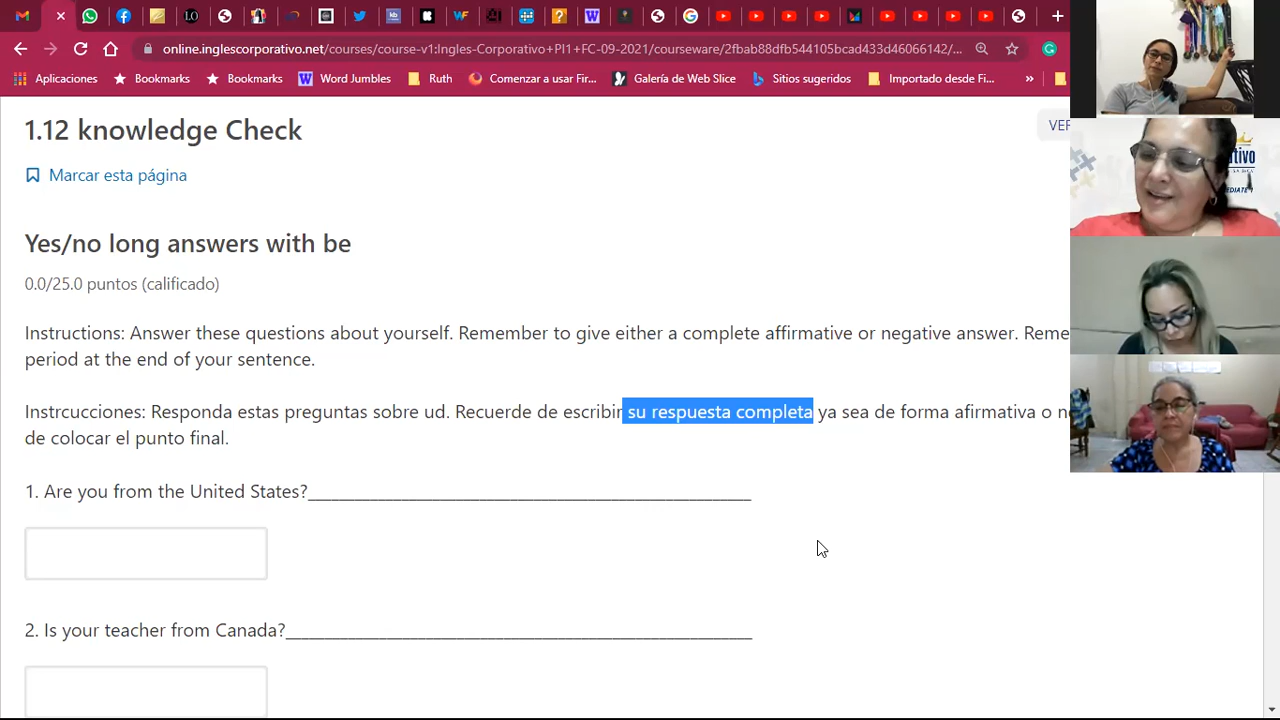 online.inglescorporativo.net/courses/course-v1:Ingles-Corporativo+PI1+FC-09-2021/courseware/2fbab88dfb544105bcad433d46066142/...
Aplicaciones Bookmarks Bookmarks Word Jumbles Ruth Comenzar a usar Fir... Galería de Web Slice Sitios sugeridos Importado desde Fi... »
1.12 knowledge Check
VER
Marcar esta página
Yes/no long answers with be
0.0/25.0 puntos (calificado)
Instructions: Answer these questions about yourself. Remember to give either a complete affirmative or negative answer. Reme
period at the end of your sentence.
Instrcucciones: Responda estas preguntas sobre ud. Recuerde de escribir su respuesta completa ya sea de forma afirmativa o n
de colocar el punto final.
1. Are you from the United States?
2. Is your teacher from Canada?